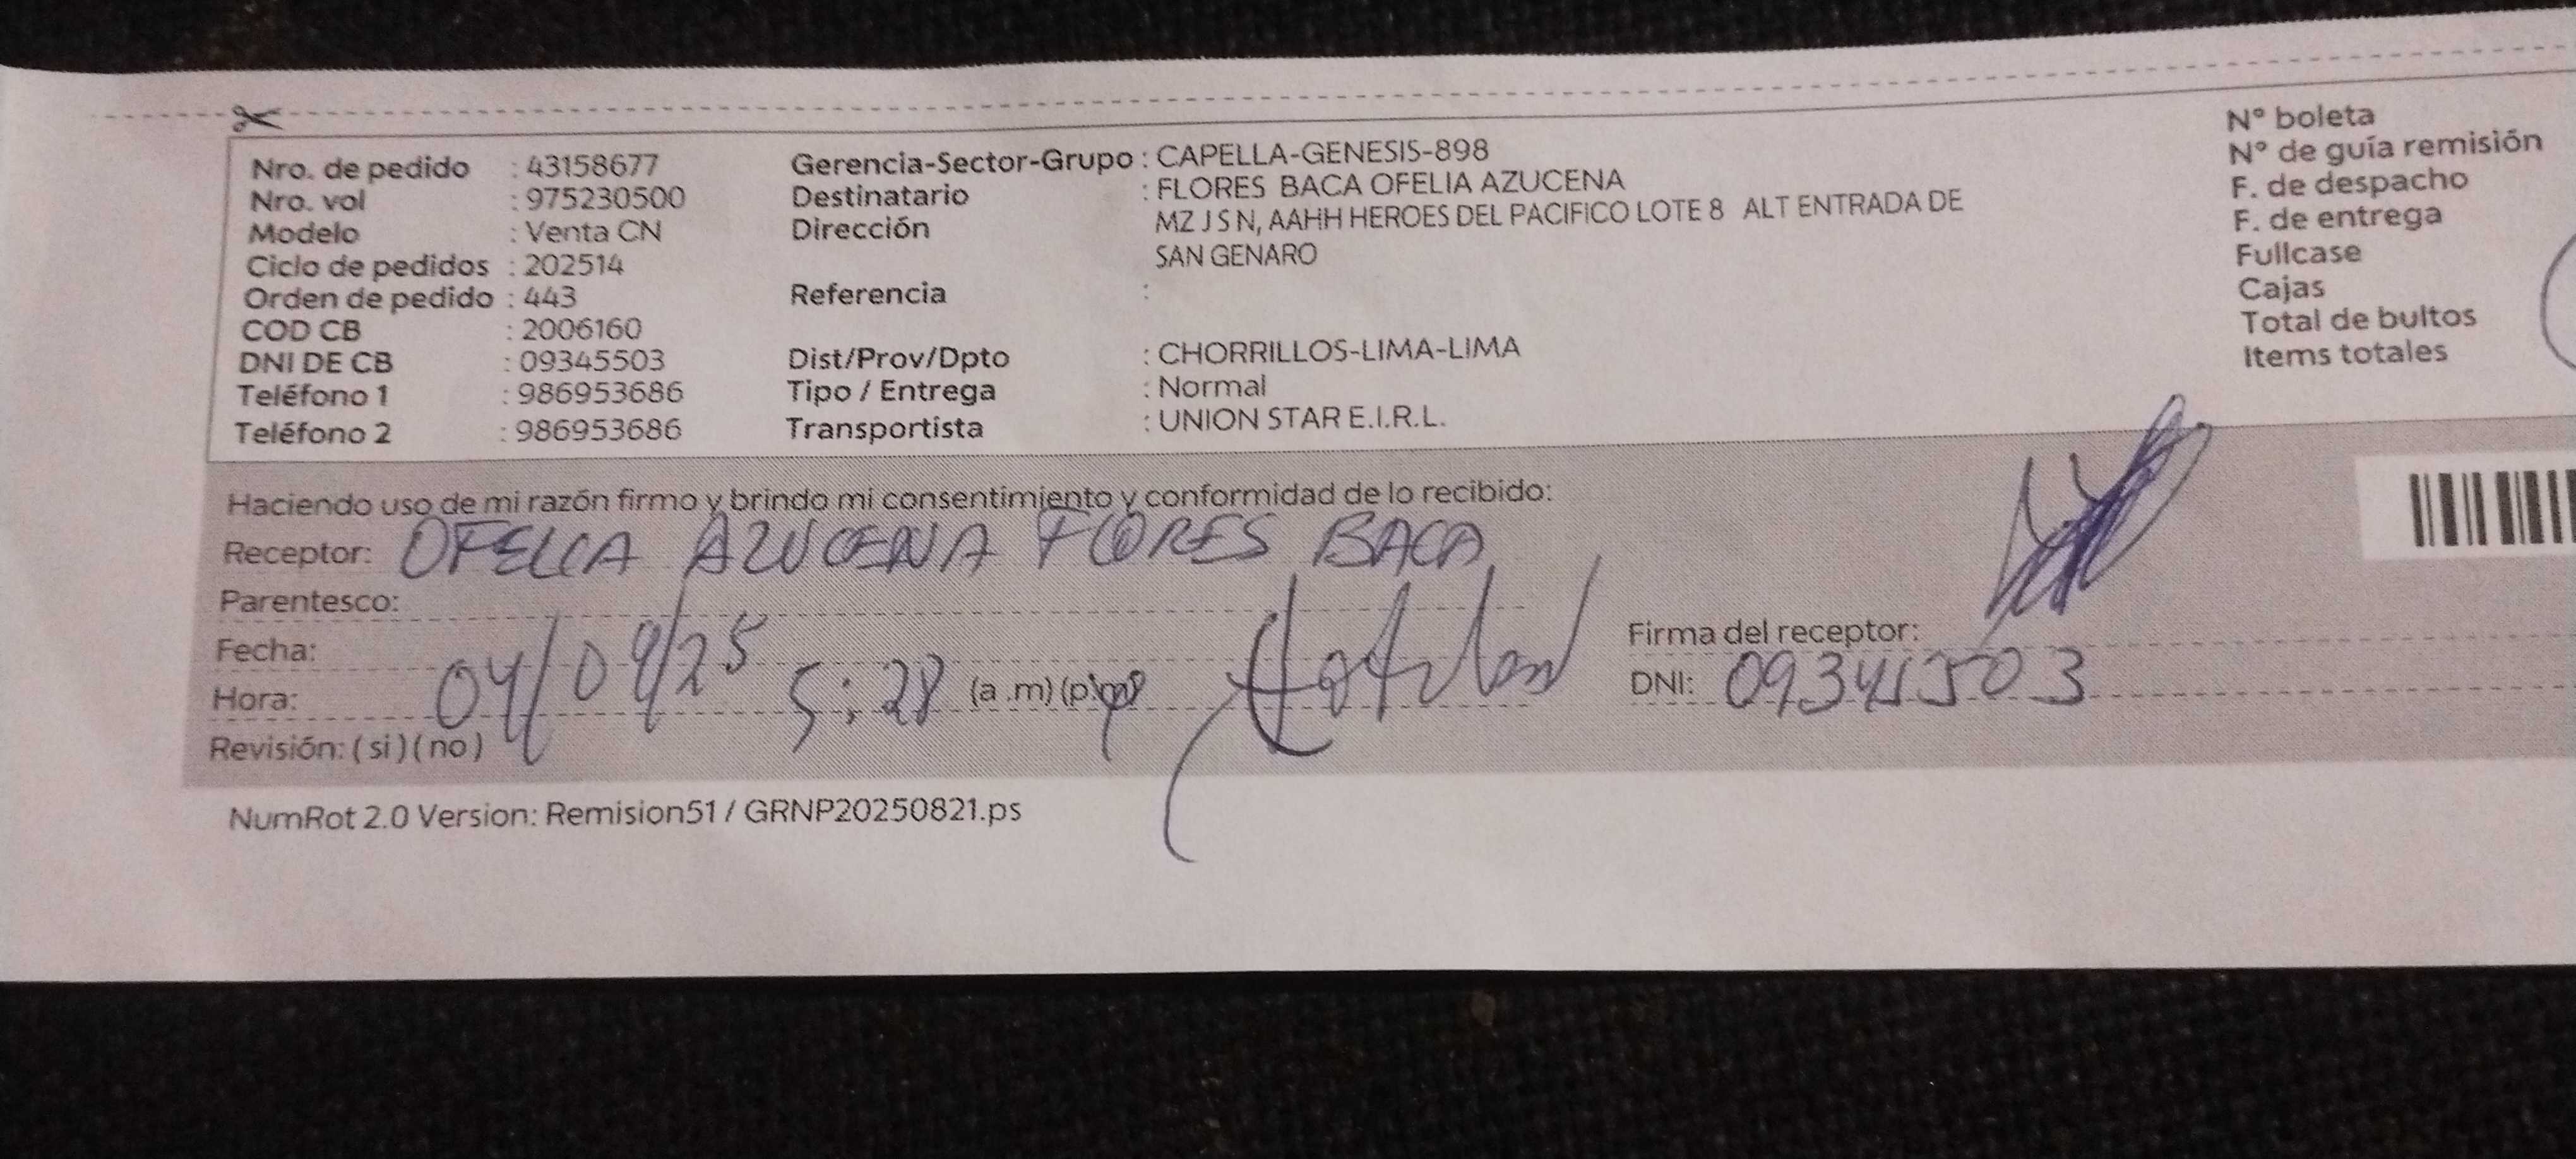 Nro. de pedido : 43158677
Nro. vol : 975230500
Modelo : Venta CN
Ciclo de pedidos : 202514
Orden de pedido : 443
COD CB : 2006160
DNI DE CB : 09345503
Teléfono 1 : 986953686
Teléfono 2 : 986953686
Gerencia-Sector-Grupo : CAPELLA-GENESIS-898
Destinatario : FLORES BACA OFELIA AZUCENA
Dirección MZ J S N, AAHH HEROES DEL PACIFICO LOTE 8 ALT ENTRADA DE
SAN GENARO
Referencia :
Dist/Prov/Dpto : CHORRILLOS-LIMA-LIMA
Tipo / Entrega : Normal
Transportista : UNION STAR E.I.R.L.
N° boleta
N° de guía remisión
F. de despacho
F. de entrega
Fullcase
Cajas
Total de bultos
Items totales
Haciendo uso de mi razón firmo y brindo mi consentimiento y conformidad de lo recibido:
Receptor: OFELIA AZUCENA FLORES BACA
Parentesco:
Fecha: 04/09/25
Hora: 5:28 (a.m) (p.m)
Revisión: ( si ) ( no )
Firma del receptor:
DNI: 09345503
NumRot 2.0 Version: Remision51 / GRNP20250821.ps